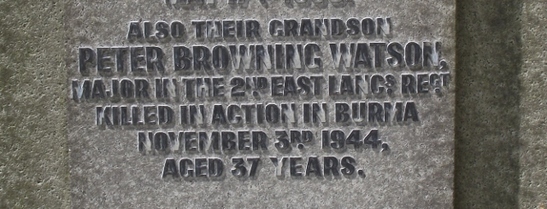 ALSO THEIR GRANDSON
PETER BROWNING WATSON,
MAJOR IN THE 2ND EAST LANCS REGT
KILLED IN ACTION IN BURMA
NOVEMBER 3RD 1944,
AGED 37 YEARS.